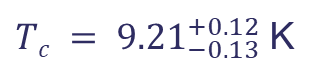 T_c = 9.21^{+0.12}_{-0.13} K